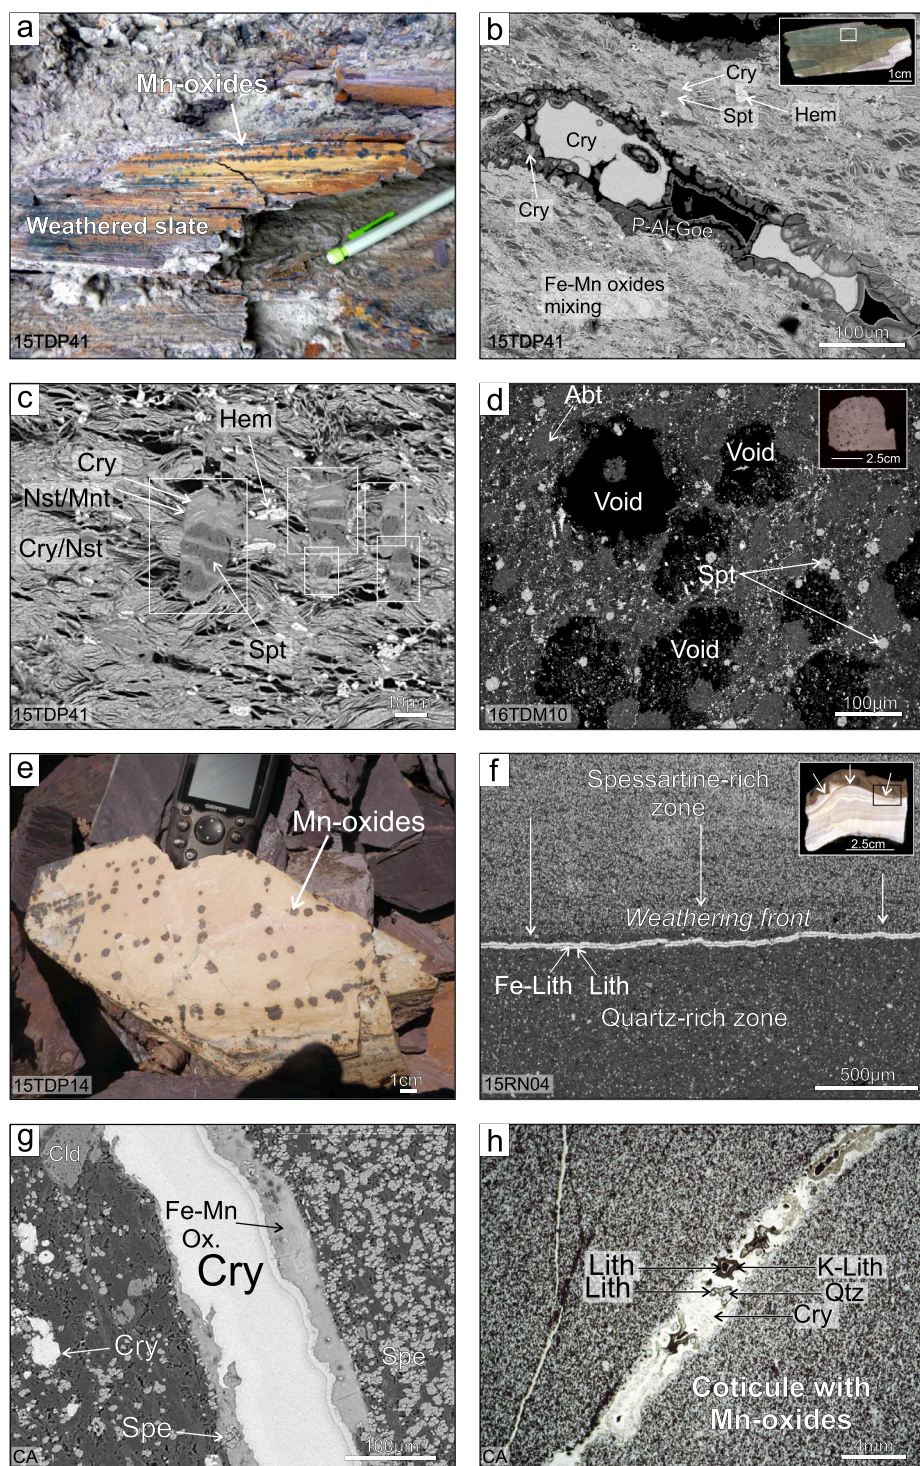 a
Mn-oxides
Weathered slate
15TDP41
b
Cry
Spt
Hem
1cm
Cry
Cry
P-Al-Goe
Fe-Mn oxides
mixing
15TDP41
100µm
c
Hem
Cry
Nst/Mnt
Cry/Nst
Spt
15TDP41
10µm
d
Abt
Void
Void
2.5cm
Spt
Void
16TDM10
100µm
e
GARMIN
Mn-oxides
15TDP14
1cm
f
Spessartine-rich
zone
2.5cm
Weathering front
Fe-Lith
Lith
Quartz-rich zone
15RN04
500µm
g
Cld
Fe-Mn
Ox.
Cry
Cry
Spe
Spe
CA
100µm
h
Lith
K-Lith
Lith
Qtz
Cry
Coticule with
Mn-oxides
CA
1mm